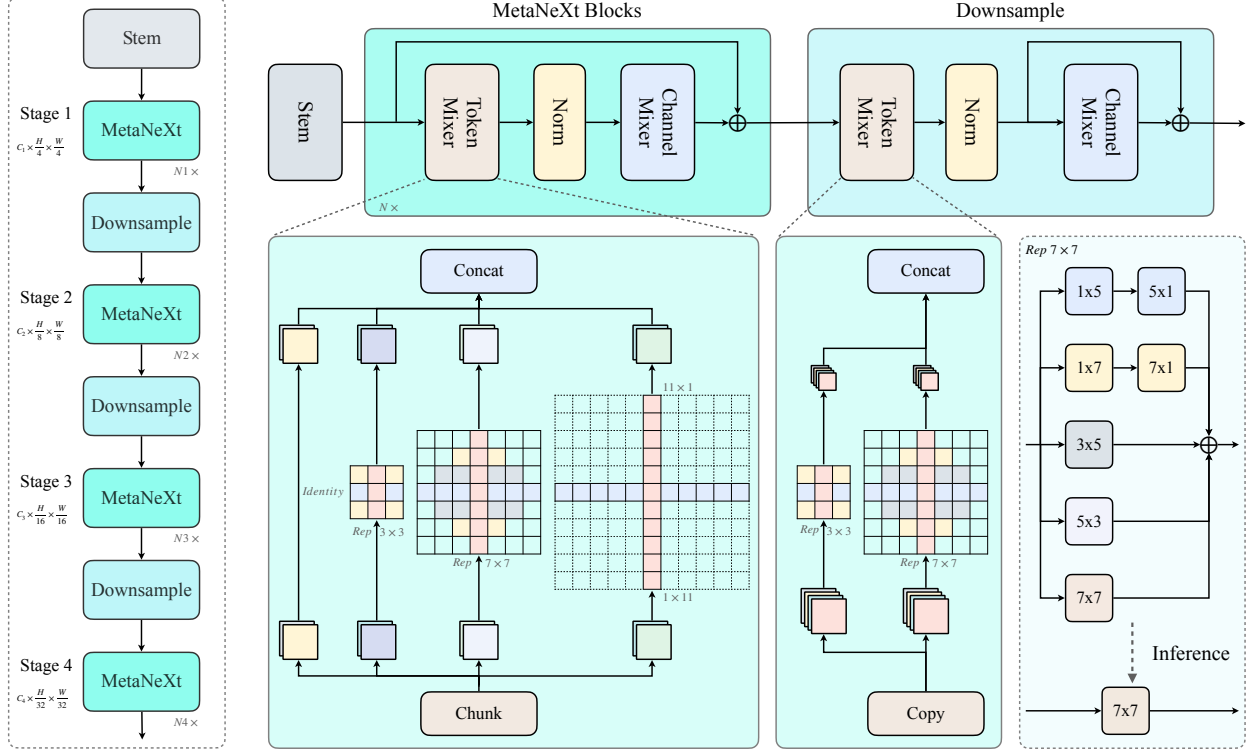 Stem
Stage 1
C₁ × H/4 × W/4
MetaNeXt
N1 ×
Downsample
Stage 2
C₂ × H/8 × W/8
MetaNeXt
N2 ×
Downsample
Stage 3
C₃ × H/16 × W/16
MetaNeXt
N3 ×
Downsample
Stage 4
C₄ × H/32 × W/32
MetaNeXt
N4 ×
MetaNeXt Blocks
Stem
Token
Mixer
Norm
Channel
Mixer
N ×
Downsample
Token
Mixer
Norm
Channel
Mixer
Concat
11 × 1
Identity
Rep 3 × 3
Rep 7 × 7
1 × 11
Chunk
Concat
Rep 3 × 3
Rep 7 × 7
Copy
Rep 7 × 7
1x5
5x1
1x7
7x1
3x5
5x3
7x7
Inference
7x7